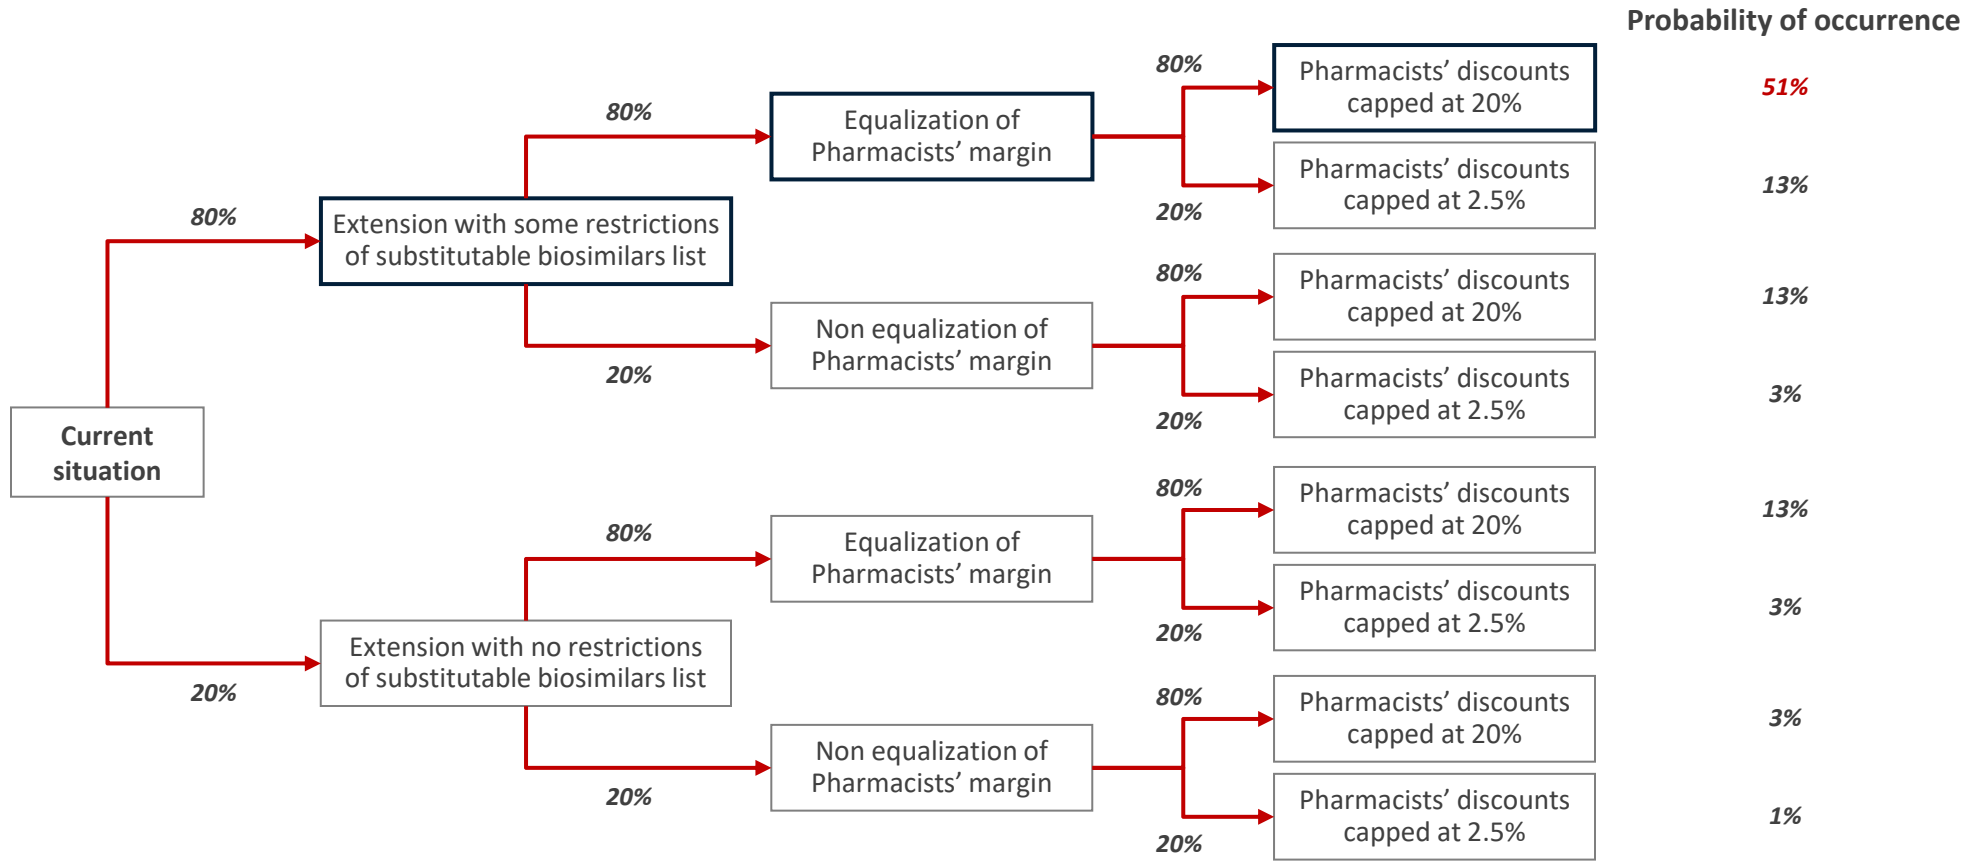 Probability of occurrence
80%
Pharmacists’ discounts
capped at 20%
51%
80%
Equalization of
Pharmacists’ margin
Pharmacists’ discounts
capped at 2.5%
13%
20%
80%
Extension with some restrictions
of substitutable biosimilars list
80%
Pharmacists’ discounts
capped at 20%
13%
Non equalization of
Pharmacists’ margin
20%
Pharmacists’ discounts
capped at 2.5%
3%
20%
Current
situation
80%
Pharmacists’ discounts
capped at 20%
13%
80%
Equalization of
Pharmacists’ margin
Pharmacists’ discounts
capped at 2.5%
3%
20%
Extension with no restrictions
of substitutable biosimilars list
20%
80%
Pharmacists’ discounts
capped at 20%
3%
Non equalization of
Pharmacists’ margin
20%
Pharmacists’ discounts
capped at 2.5%
1%
20%